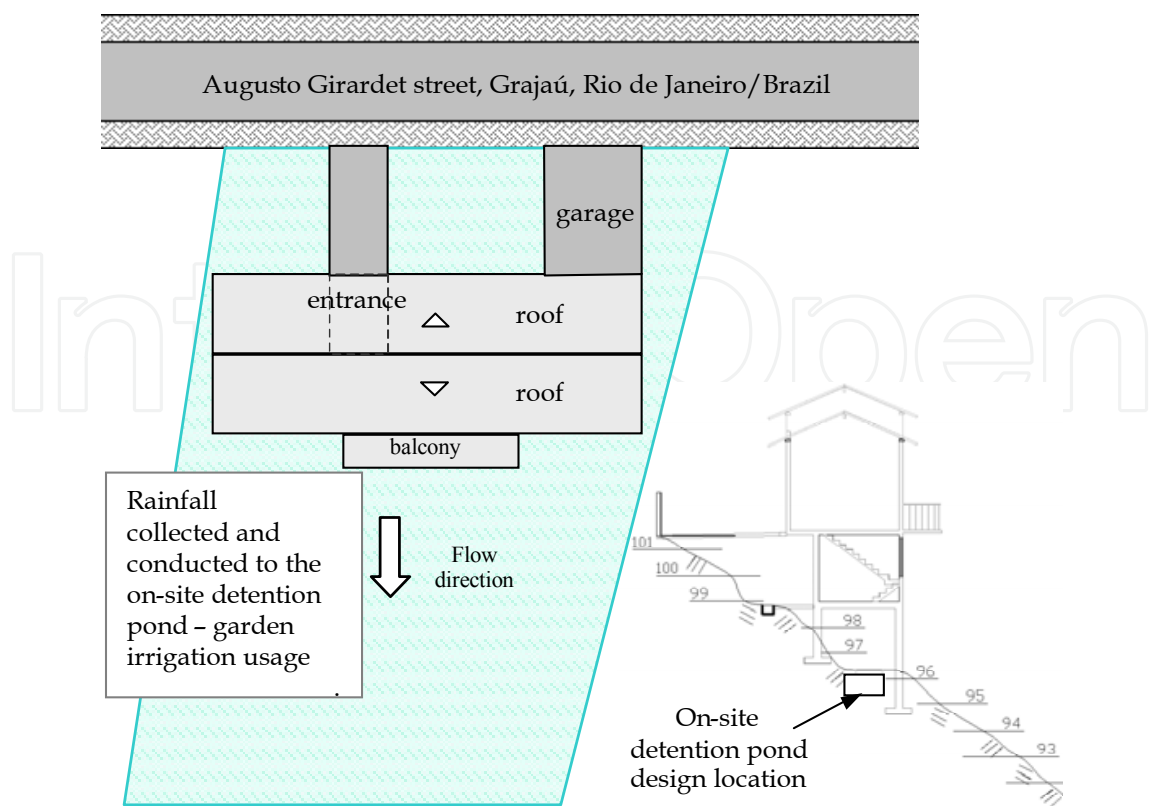 Augusto Girardet street, Grajaú, Rio de Janeiro/Brazil
garage
entrance
roof
roof
balcony
Rainfall
collected and
conducted to the
on-site detention
pond – garden
irrigation usage
.
Flow
direction
101
100
99
98
97
96
95
94
93
On-site
detention pond
design location
InTechOpen